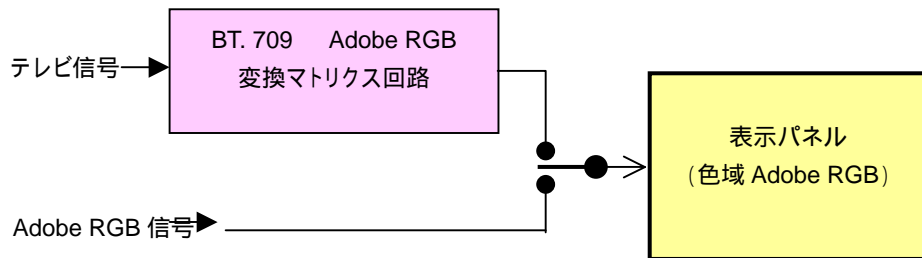 BT. 709 Adobe RGB
変換マトリクス回路
テレビ信号
表示パネル
(色域 Adobe RGB)
Adobe RGB 信号